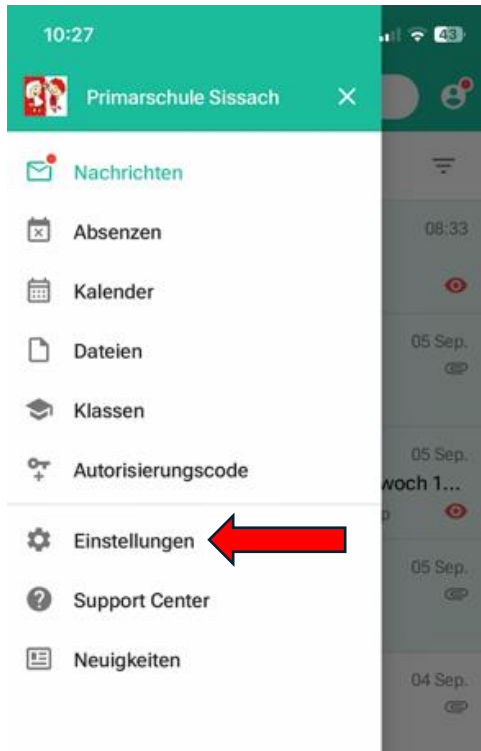 10:27
43
Primarschule Sissach
Nachrichten
Absenzen
08:33
Kalender
Dateien
05 Sep.
Klassen
05 Sep.
Autorisierungscode
woch 1...
Einstellungen
05 Sep.
Support Center
Neuigkeiten
04 Sep.